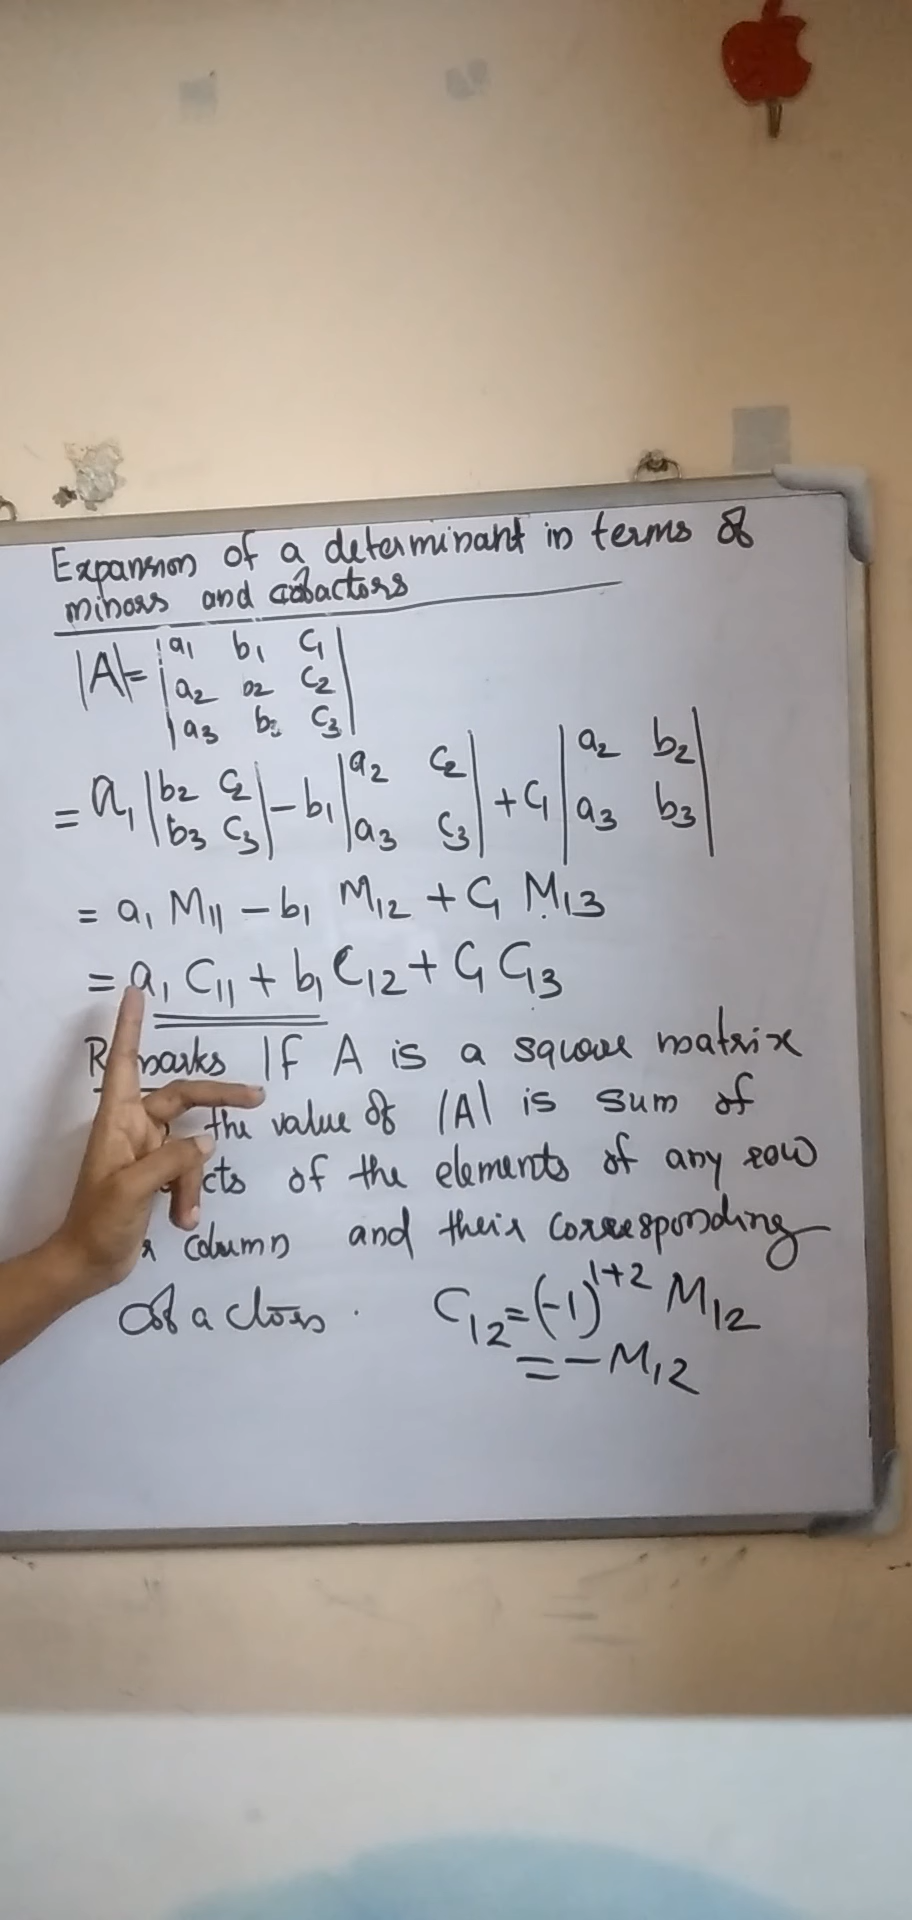 Expansion of a determinant in terms of
minors and cofactors
|A| = | a1 b1 c1 |
| a2 b2 c2 |
| a3 b3 c3 |
= a1 | b2 c2 | - b1 | a2 c2 | + c1 | a2 b2 |
| b3 c3 | | a3 c3 | | a3 b3 |
= a1 M11 - b1 M12 + c1 M13
= a1 C11 + b1 C12 + c1 C13
If A is a square matrix
the value of |A| is sum of
of the elements of any row
column and their corresponding
cofactors. C12 = (-1)^1+2 M12
= - M12